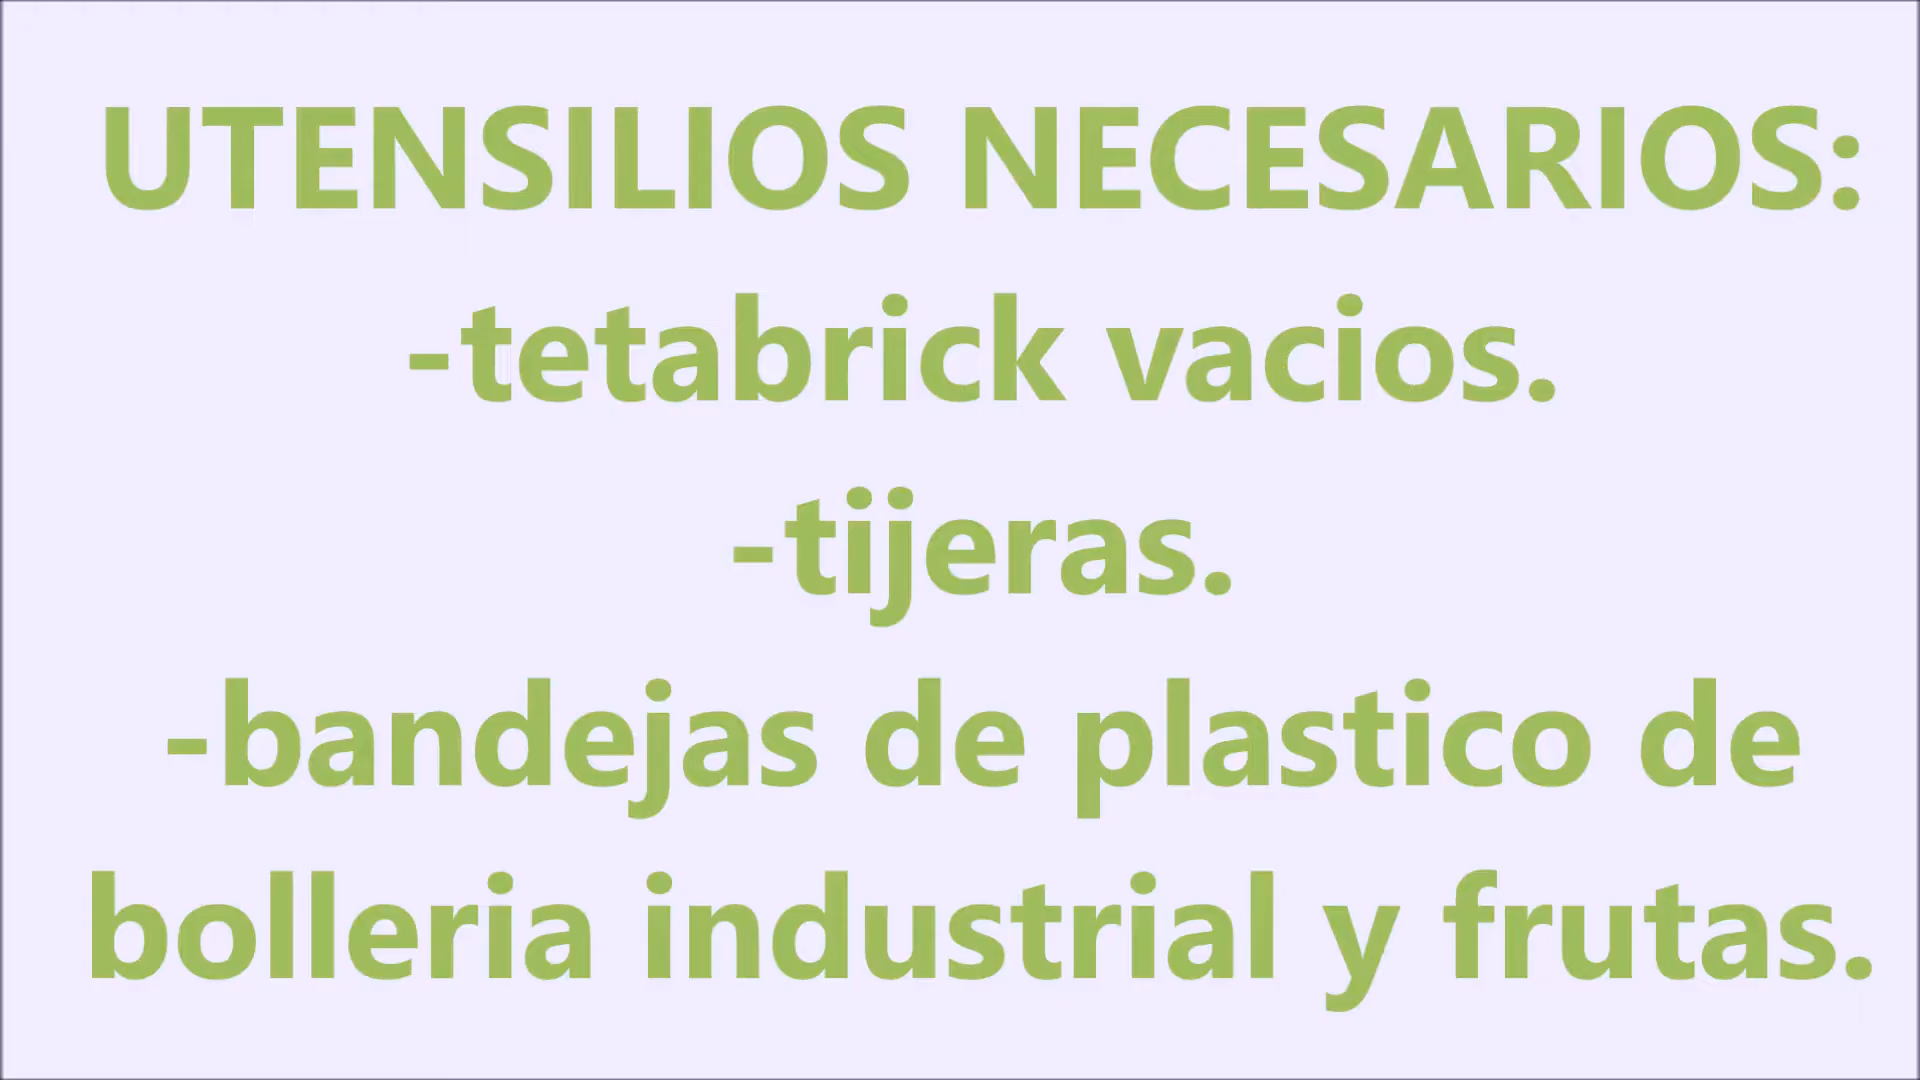 UTENSILIOS NECESARIOS:
-tetabrick vacios.
-tijeras.
-bandejas de plastico de
bolleria industrial y frutas.